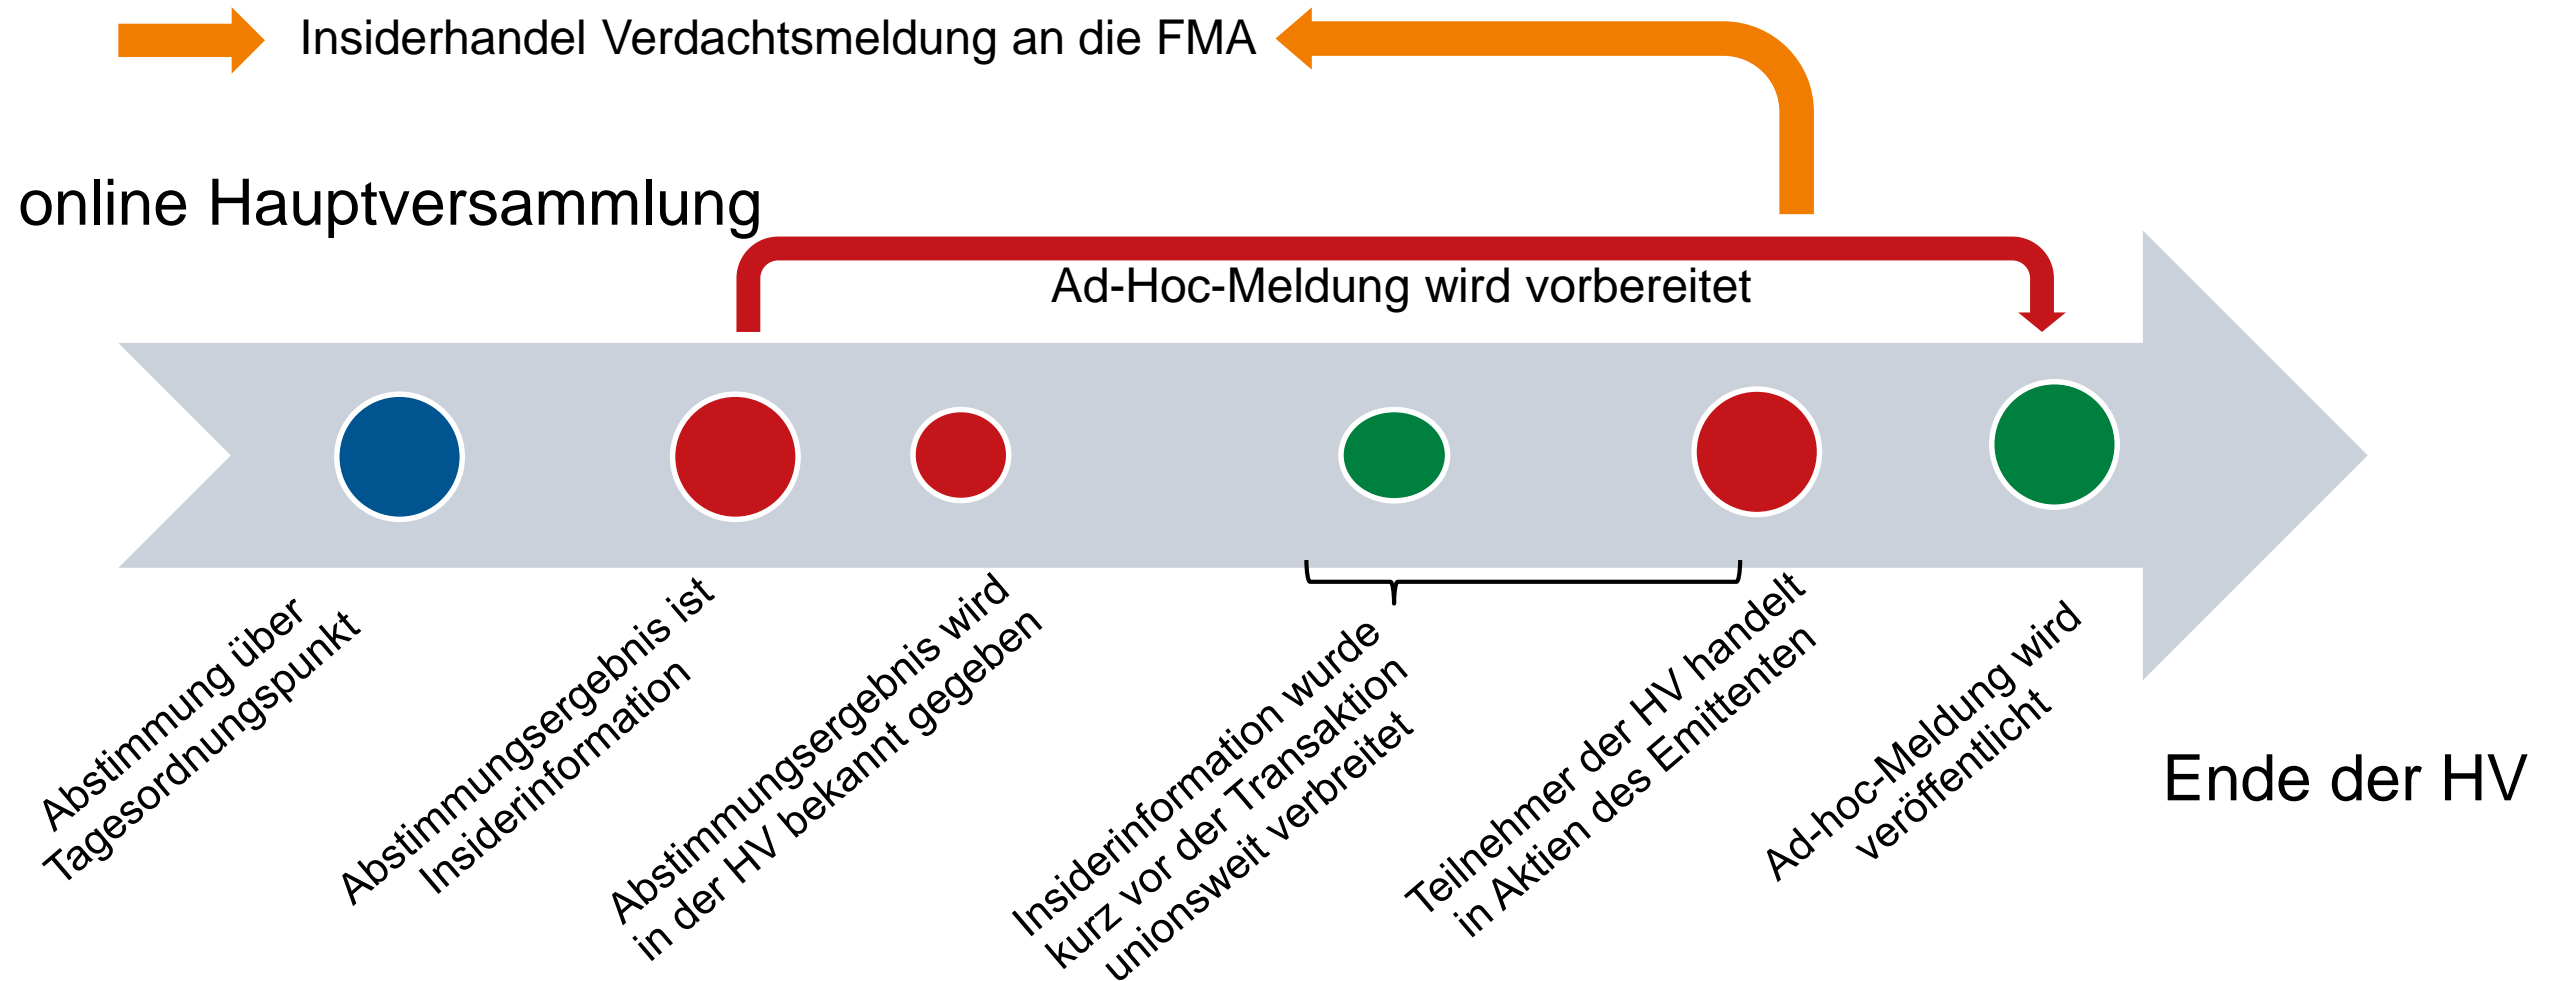 Insiderhandel Verdachtsmeldung an die FMA
online Hauptversammlung
Ad-Hoc-Meldung wird vorbereitet
Abstimmung über
Tagesordnungspunkt
Abstimmungsergebnis ist
Insiderinformation
Abstimmungsergebnis wird
in der HV bekannt gegeben
Insiderinformation wurde
kurz vor der Transaktion
unionsweit verbreitet
Teilnehmer der HV handelt
in Aktien des Emittenten
Ad-hoc-Meldung wird
veröffentlicht
Ende der HV